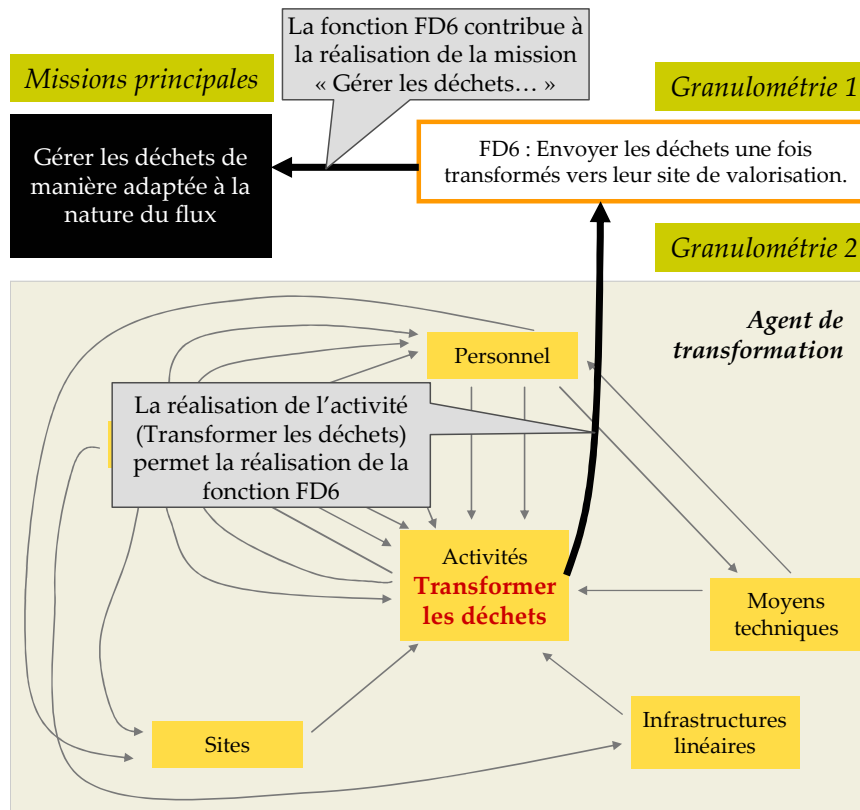 La fonction FD6 contribue à
la réalisation de la mission
« Gérer les déchets… »
Missions principales
Granulométrie 1
Gérer les déchets de
manière adaptée à la
nature du flux
FD6 : Envoyer les déchets une fois
transformés vers leur site de valorisation.
Granulométrie 2
Agent de
transformation
Personnel
La réalisation de l’activité
(Transformer les déchets)
permet la réalisation de la
fonction FD6
Activités
Transformer
les déchets
Moyens
techniques
Sites
Infrastructures
linéaires